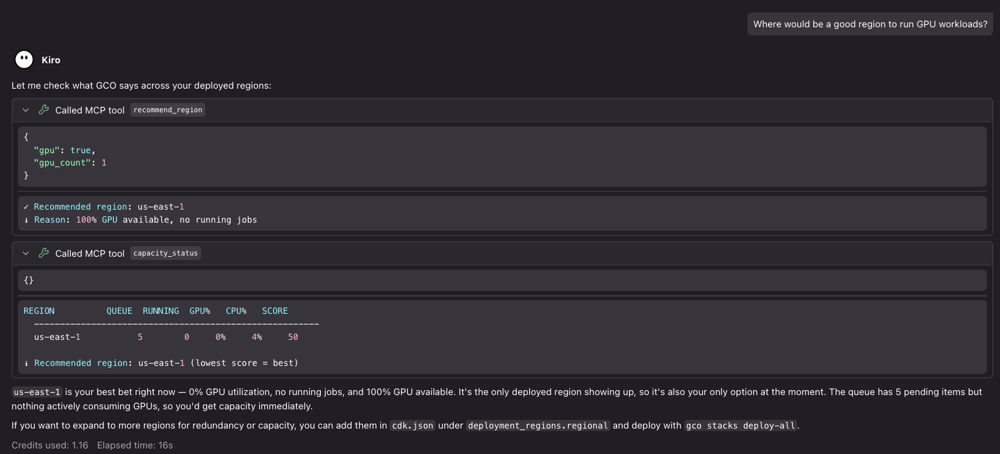 Where would be a good region to run GPU workloads?
Kiro
Let me check what GCO says across your deployed regions:
Called MCP tool recommend_region
{
  "gpu": true,
  "gpu_count": 1
}
✓ Recommended region: us-east-1
ℹ Reason: 100% GPU available, no running jobs
Called MCP tool capacity_status
{}
REGION          QUEUE  RUNNING  GPU%   CPU%   SCORE
-------------------------------------------------------
us-east-1           5        0     0%     4%     50
ℹ Recommended region: us-east-1 (lowest score = best)
us-east-1 is your best bet right now — 0% GPU utilization, no running jobs, and 100% GPU available. It's the only deployed region showing up, so it's also your only option at the moment. The queue has 5 pending items but
nothing actively consuming GPUs, so you'd get capacity immediately.
If you want to expand to more regions for redundancy or capacity, you can add them in cdk.json under deployment_regions.regional and deploy with gco stacks deploy-all.
Credits used: 1.16 Elapsed time: 16s